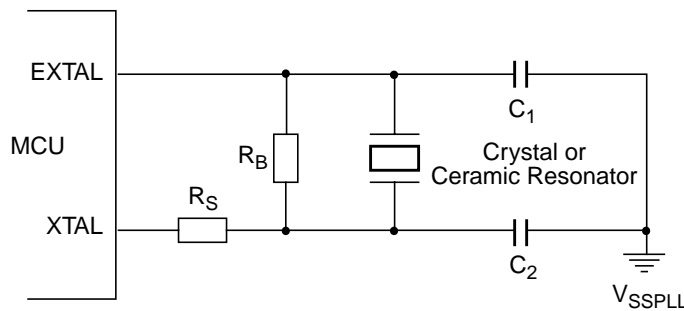 EXTAL
C1
MCU
RB
Crystal or
Ceramic Resonator
RS
XTAL
C2
VSSPLL